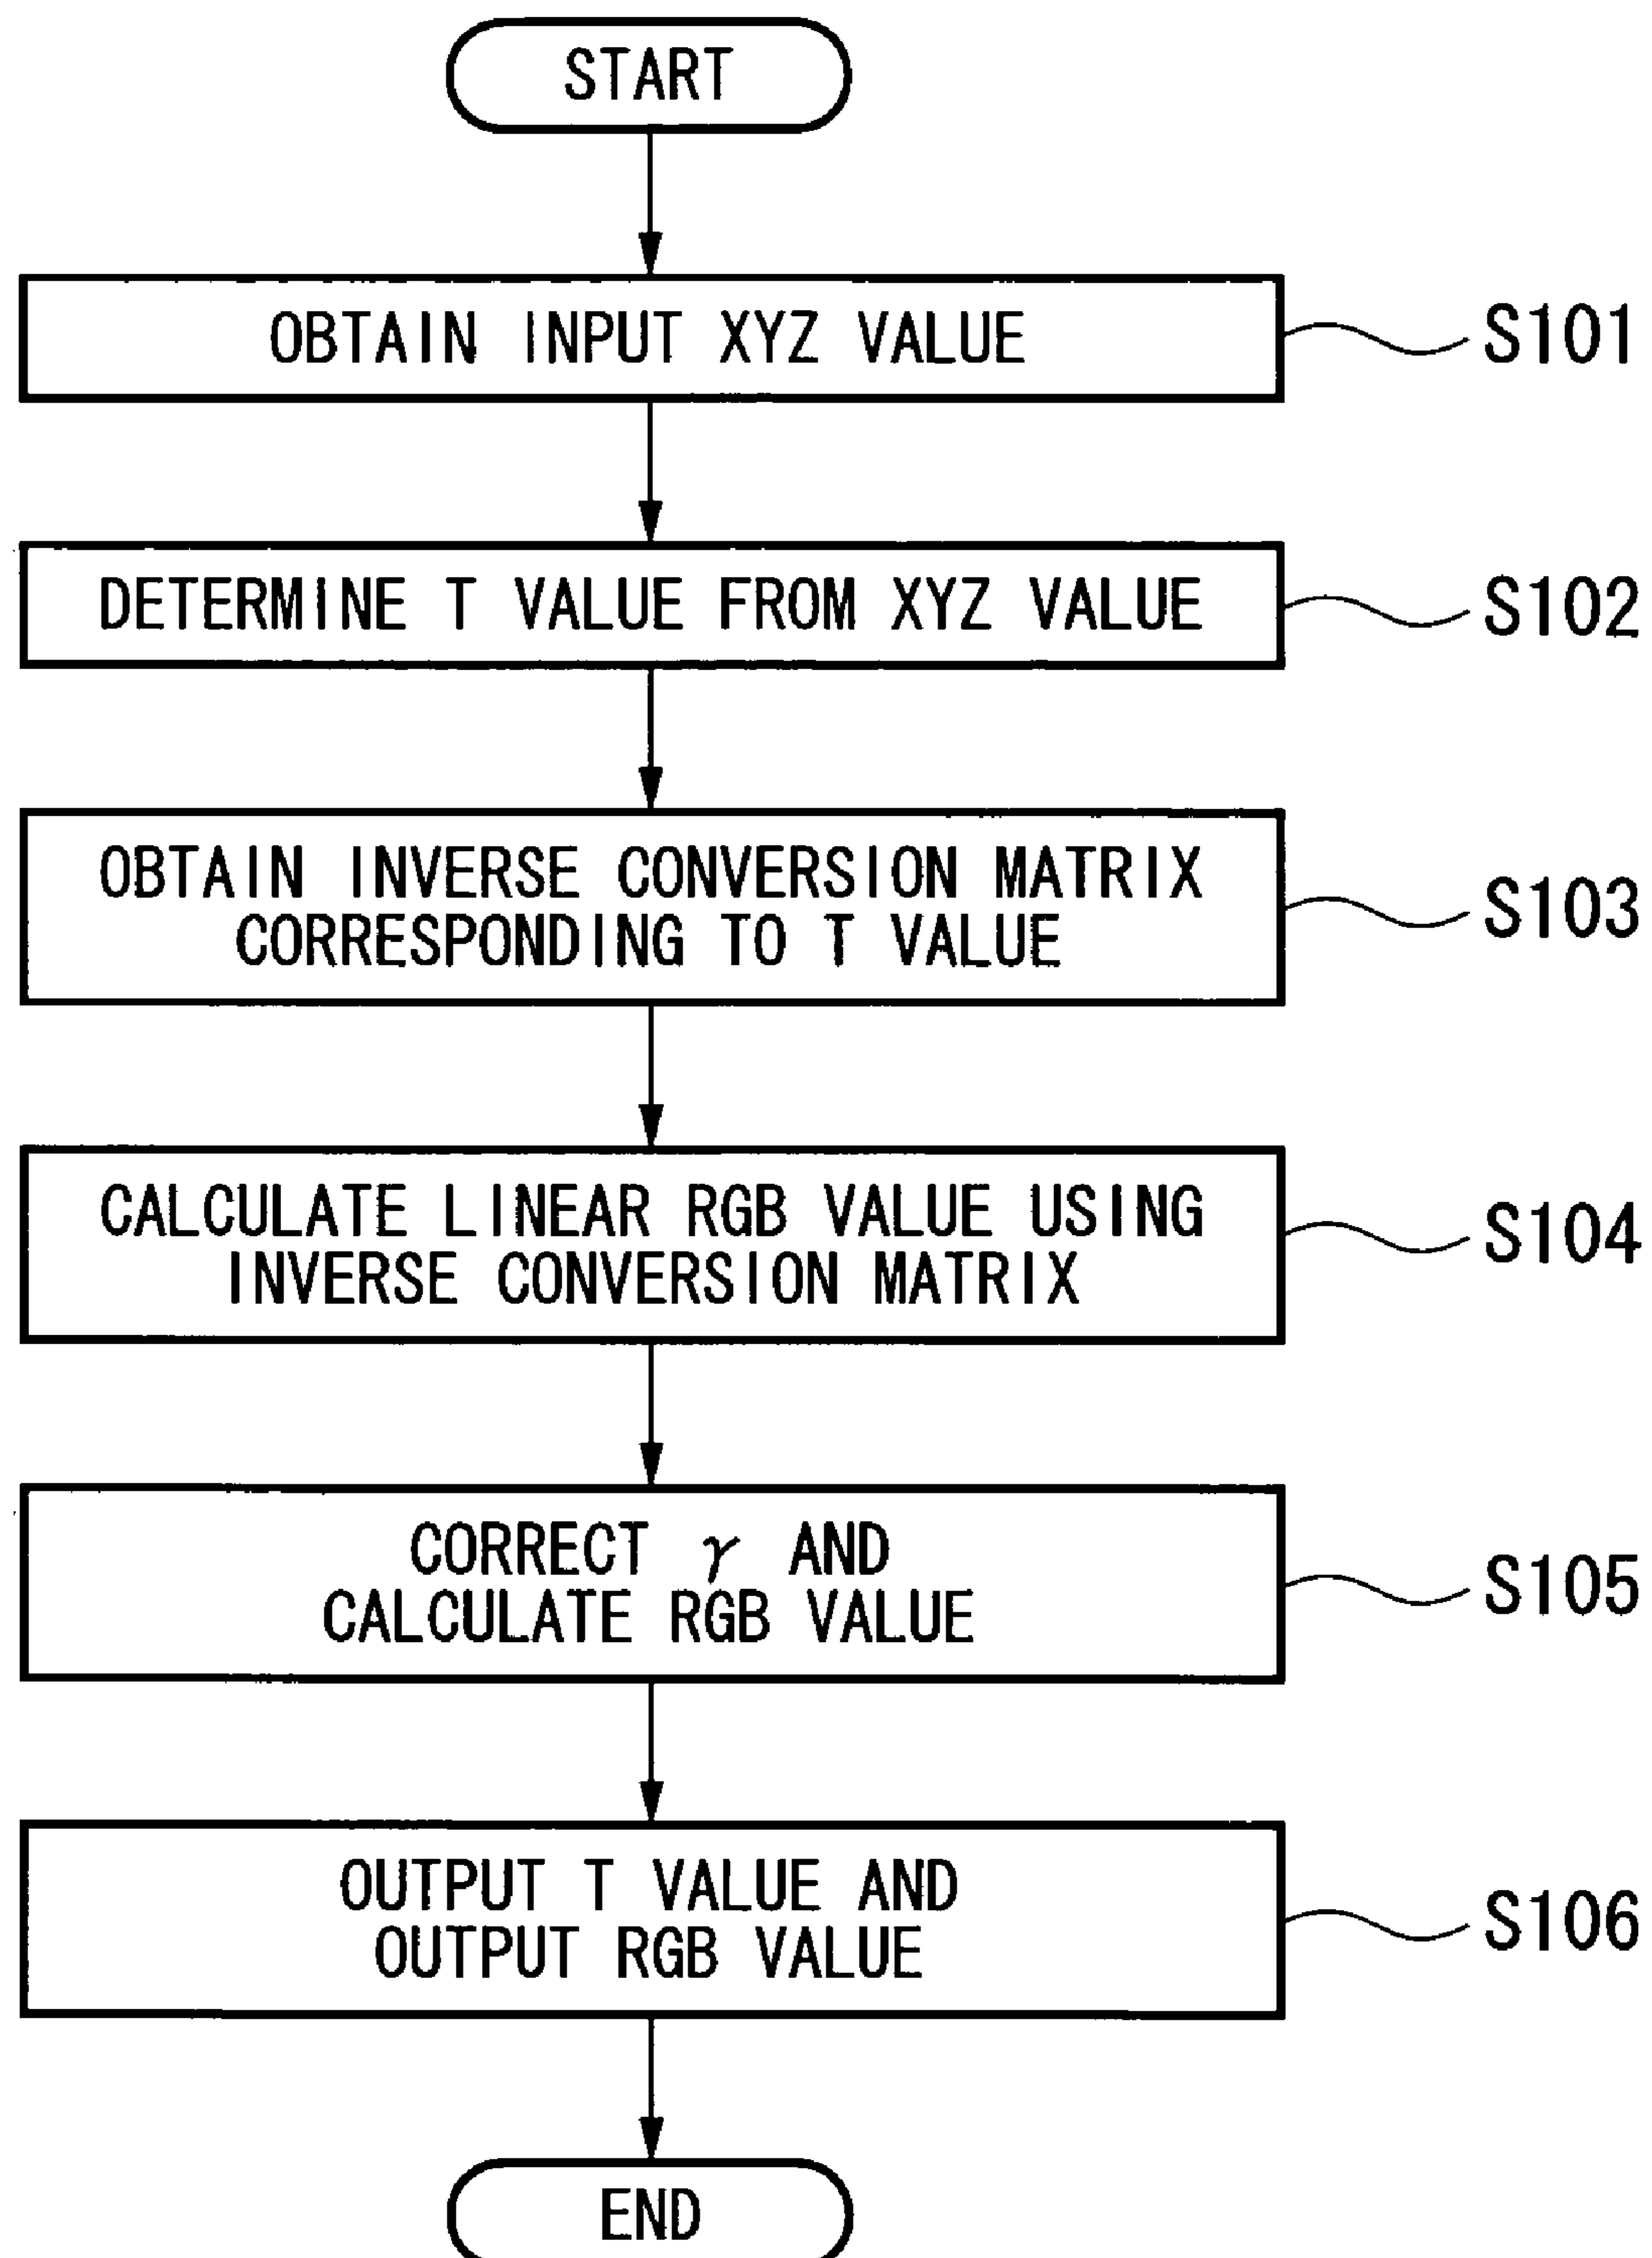 START
OBTAIN INPUT XYZ VALUE
S101
DETERMINE T VALUE FROM XYZ VALUE
S102
OBTAIN INVERSE CONVERSION MATRIX
CORRESPONDING TO T VALUE
S103
CALCULATE LINEAR RGB VALUE USING
INVERSE CONVERSION MATRIX
S104
CORRECT γ AND
CALCULATE RGB VALUE
S105
OUTPUT T VALUE AND
OUTPUT RGB VALUE
S106
END